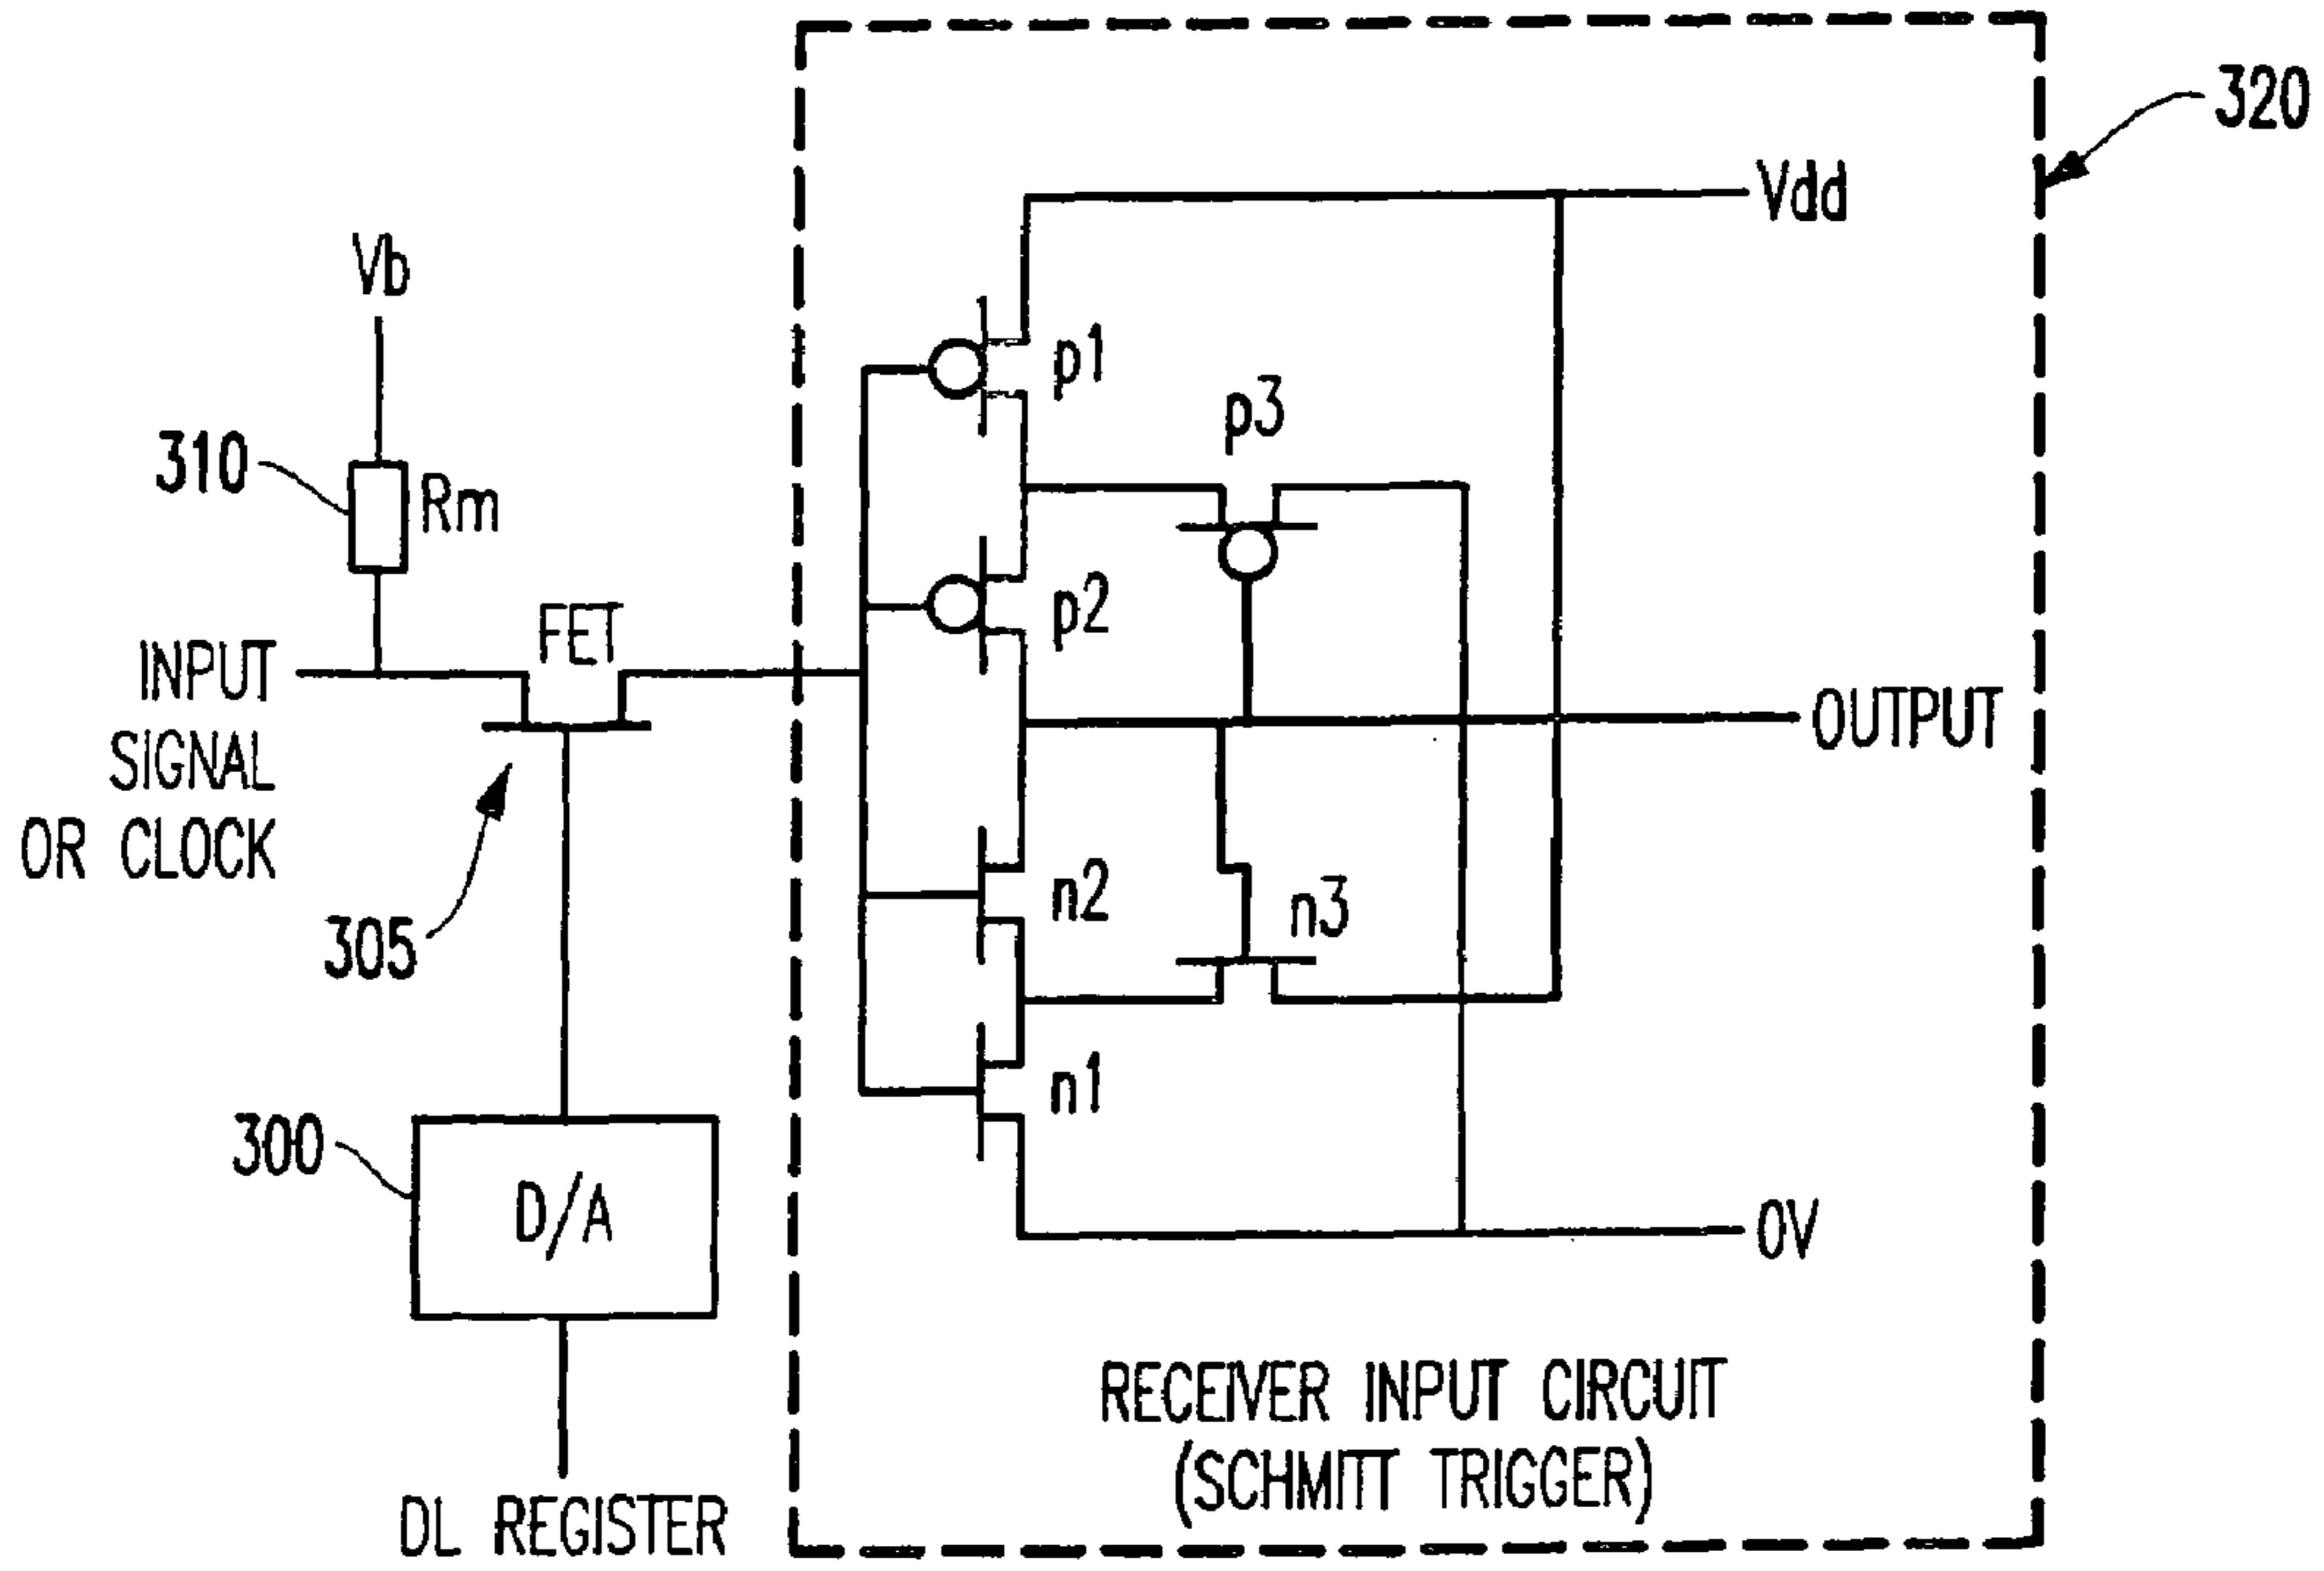 320
Vdd
Vb
p1
p3
310
Rm
p2
FET
INPUT
SIGNAL
OR CLOCK
OUTPUT
n2
n3
305
n1
300
D/A
0V
RECEIVER INPUT CIRCUIT
(SCHMITT TRIGGER)
DL REGISTER